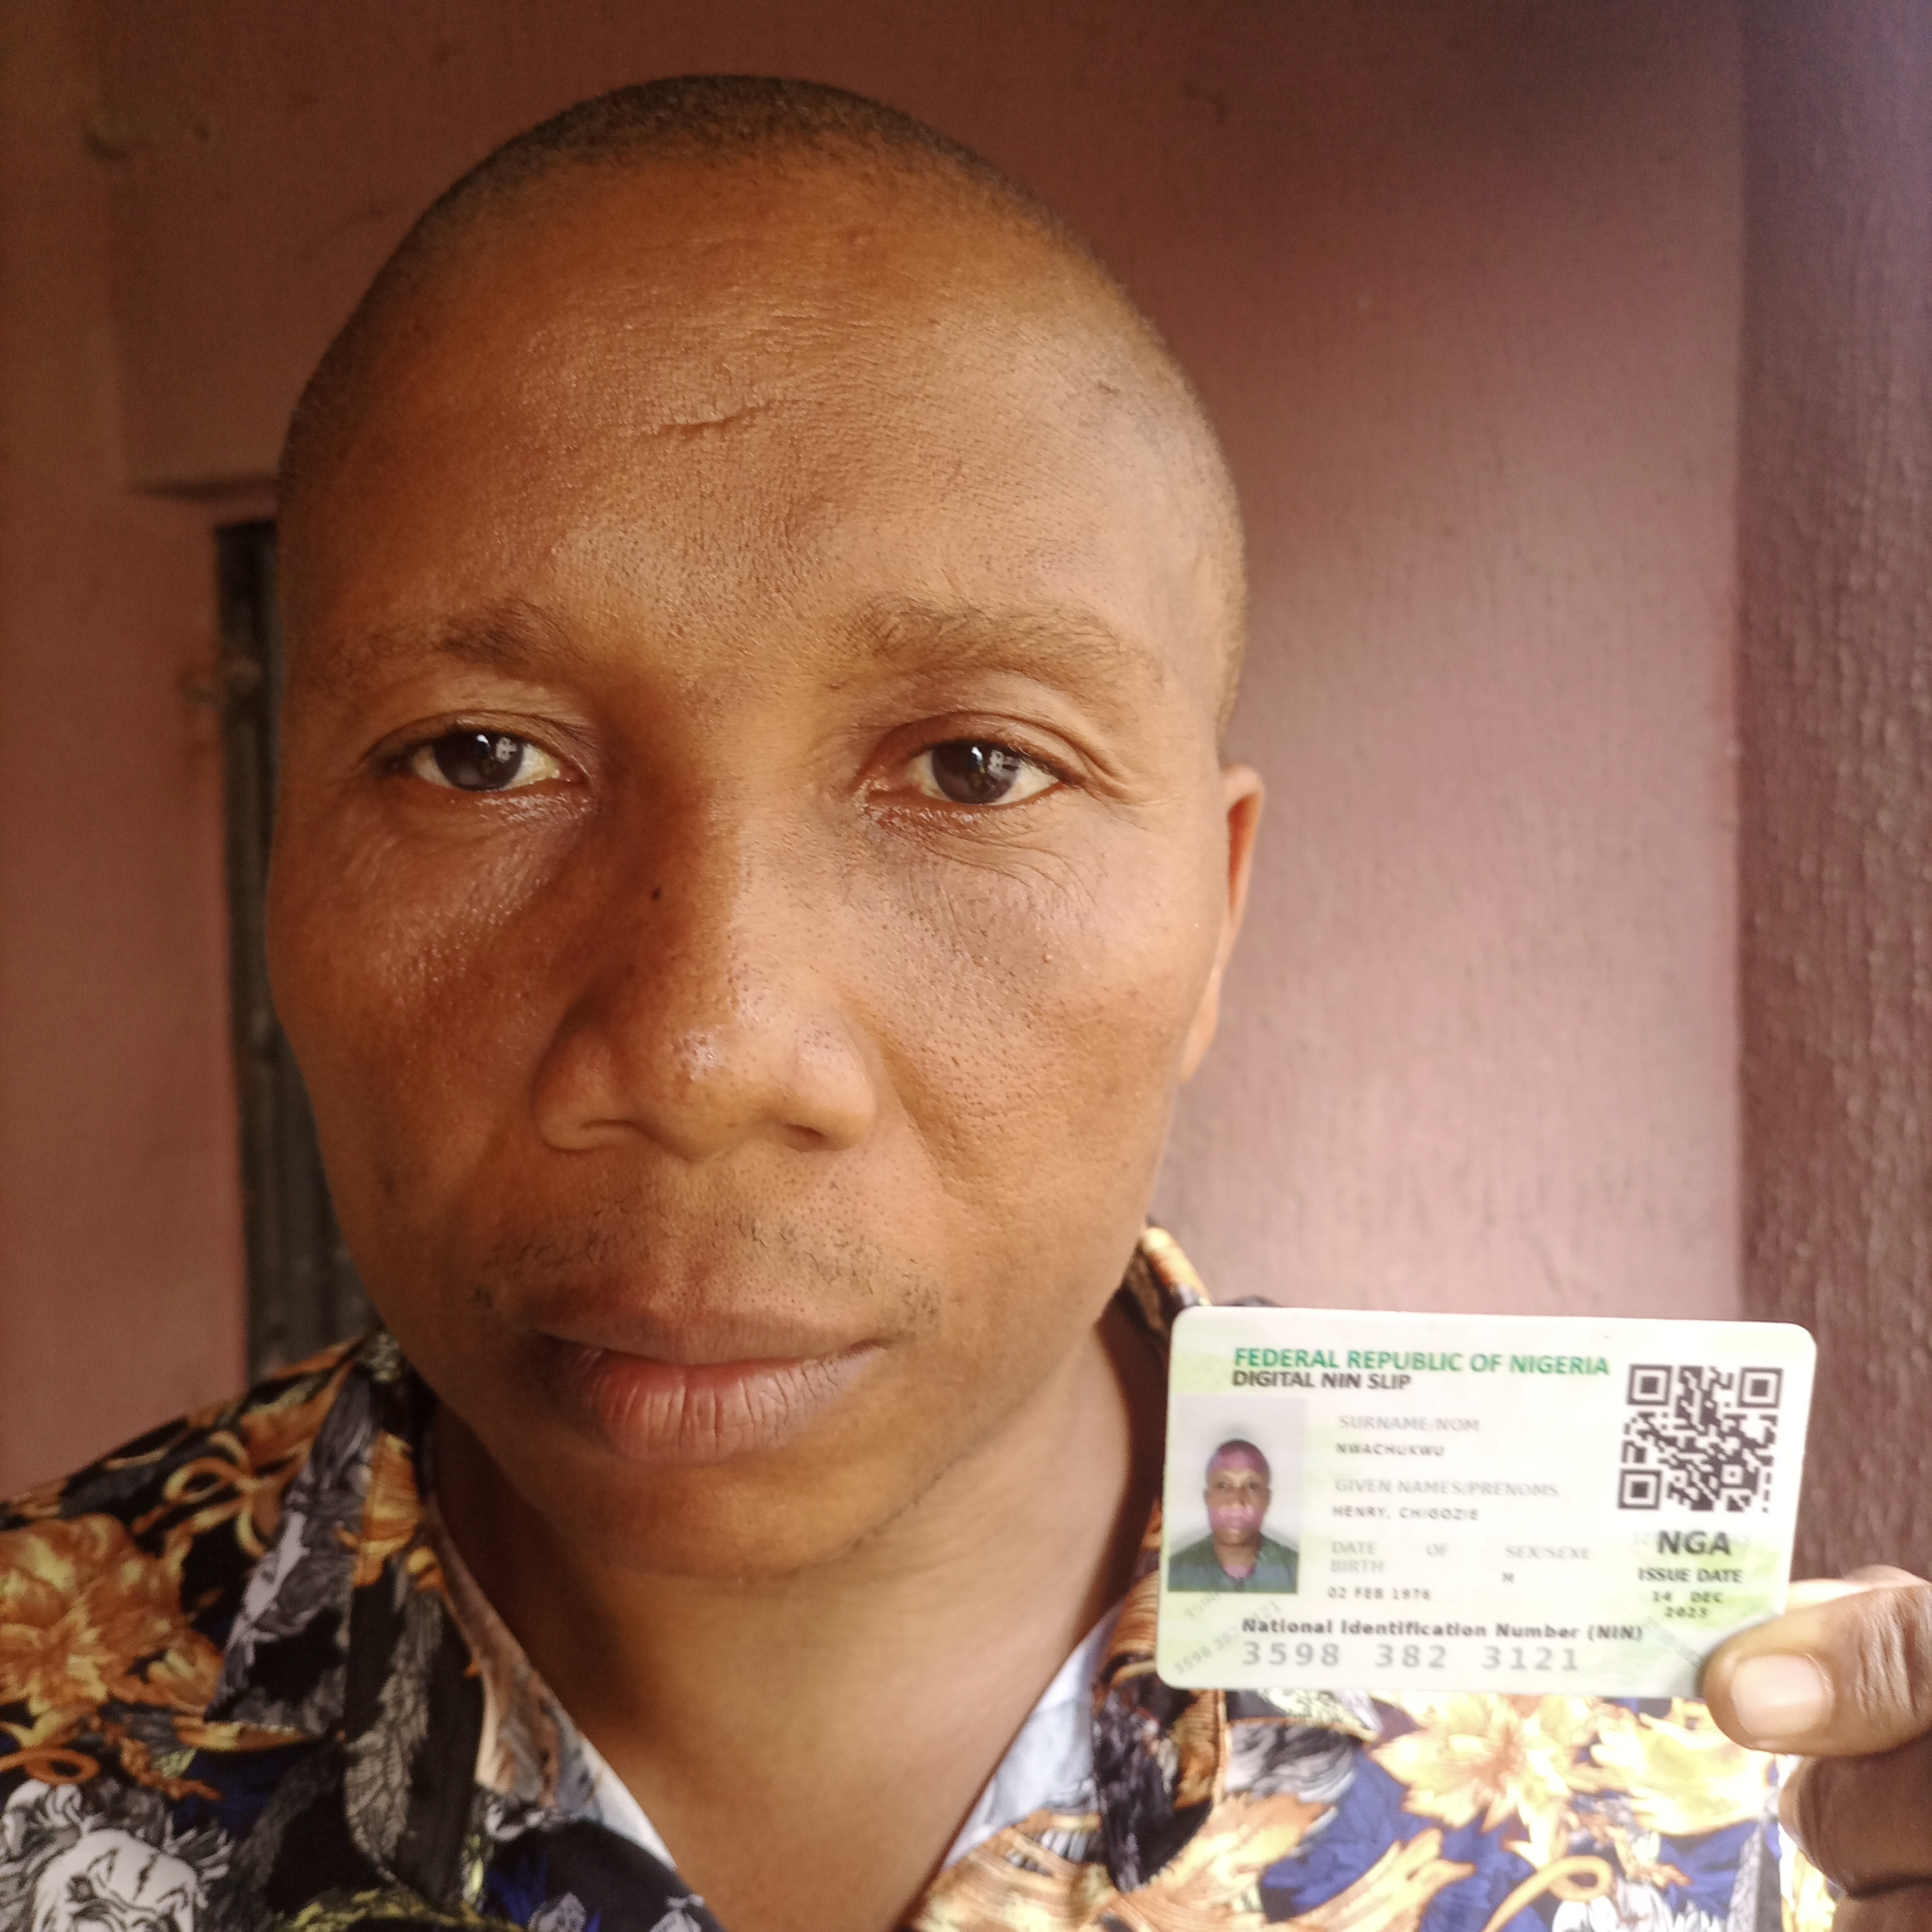 FEDERAL REPUBLIC OF NIGERIA
DIGITAL NIN SLIP
SURNAME/NOM
NWACHUKWU
GIVEN NAMES/PRENOMS
HENRY, CHIGOZIE
DATE OF BIRTH
02 FEB 1976
SEX/SEXE
M
NGA
ISSUE DATE
14 DEC
2023
National Identification Number (NIN)
3598 382 3121